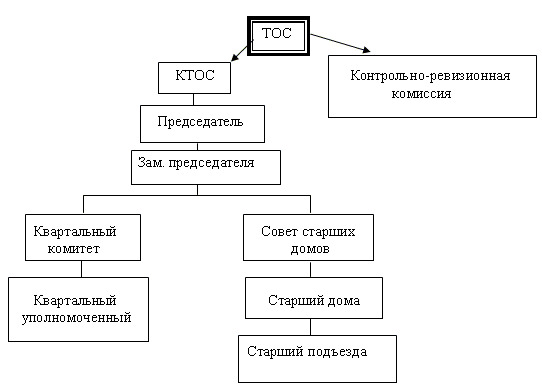 ТОС
КТОС
Контрольно-ревизионная
комиссия
Председатель
Зам. председателя
Квартальный
комитет
Совет старших
домов
Квартальный
уполномоченный
Старший дома
Старший подъезда